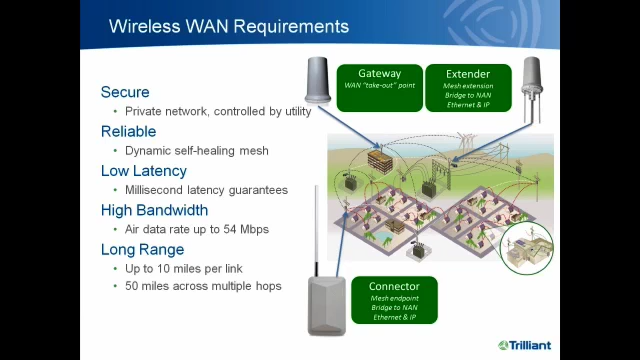 Wireless WAN Requirements
Secure
• Private network, controlled by utility
Reliable
• Dynamic self-healing mesh
Low Latency
• Millisecond latency guarantees
High Bandwidth
• Air data rate up to 54 Mbps
Long Range
• Up to 10 miles per link
• 50 miles across multiple hops
Gateway
WAN "take-out" point
Extender
Mesh extension
Bridge to NAN
Ethernet & IP
Connector
Mesh endpoint
Bridge to NAN
Ethernet & IP
Trilliant